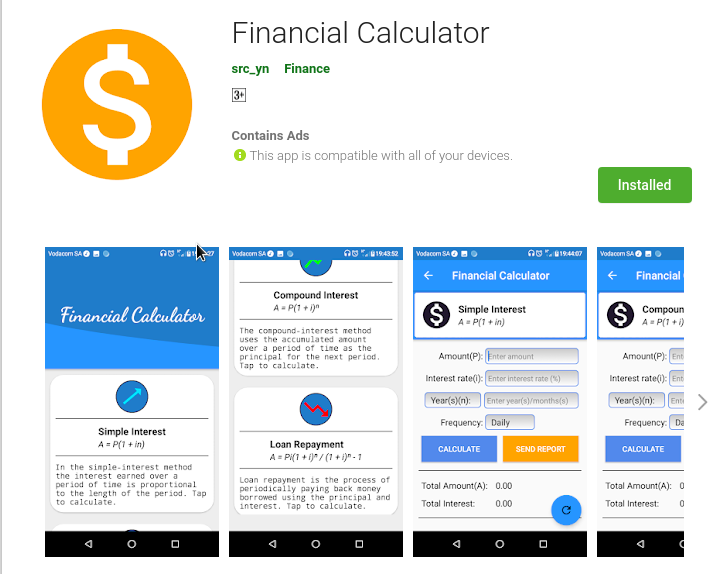 Financial Calculator
src_yn Finance
3+
Contains Ads
This app is compatible with all of your devices.
Installed
Vodacom SA
Financial Calculator
Simple Interest
A = P(1 + in)
In the simple-interest method
the interest earned over a
period of time is proportional
to the length of the period. Tap
to calculate.
Vodacom SA 19:43:52
Compound Interest
A = P(1 + i)ⁿ
The compound-interest method
uses the accumulated amount
over a period of time as the
principal for the next period.
Tap to calculate.
Loan Repayment
A = Pi(1 + i)ⁿ / (1 + i)ⁿ - 1
Loan repayment is the process of
periodically paying back money
borrowed using the principal and
interest. Tap to calculate.
Vodacom SA 19:44:07
Financial Calculator
Simple Interest
A = P(1 + in)
Amount(P): Enter amount
Interest rate(i): Enter interest rate (%)
Year(s)(n): Enter year(s)/months(s)
Frequency: Daily
CALCULATE SEND REPORT
Total Amount(A): 0.00
Total Interest: 0.00
Vodacom SA
Financial
Compoun
A = P(1 + i)
Amount(P): Ent
Interest rate(i): Ent
Year(s)(n): Ent
Frequency: Da
CALCULATE
Total Amount(A): 0.00
Total Interest: 0.00